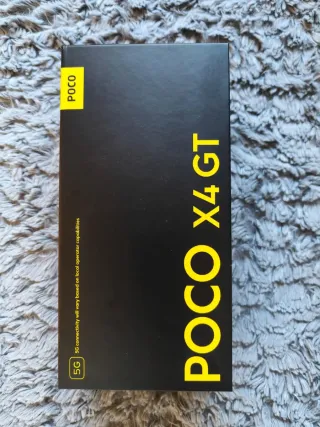 POCO
POCO X4 GT
5G
5G connectivity will vary based on local operator capabilities